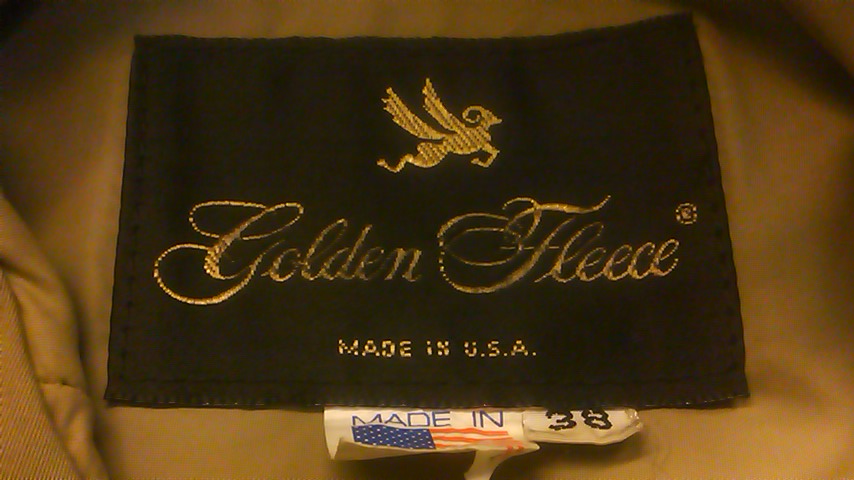 Golden Fleece ®
MADE IN U.S.A.
MADE IN
38